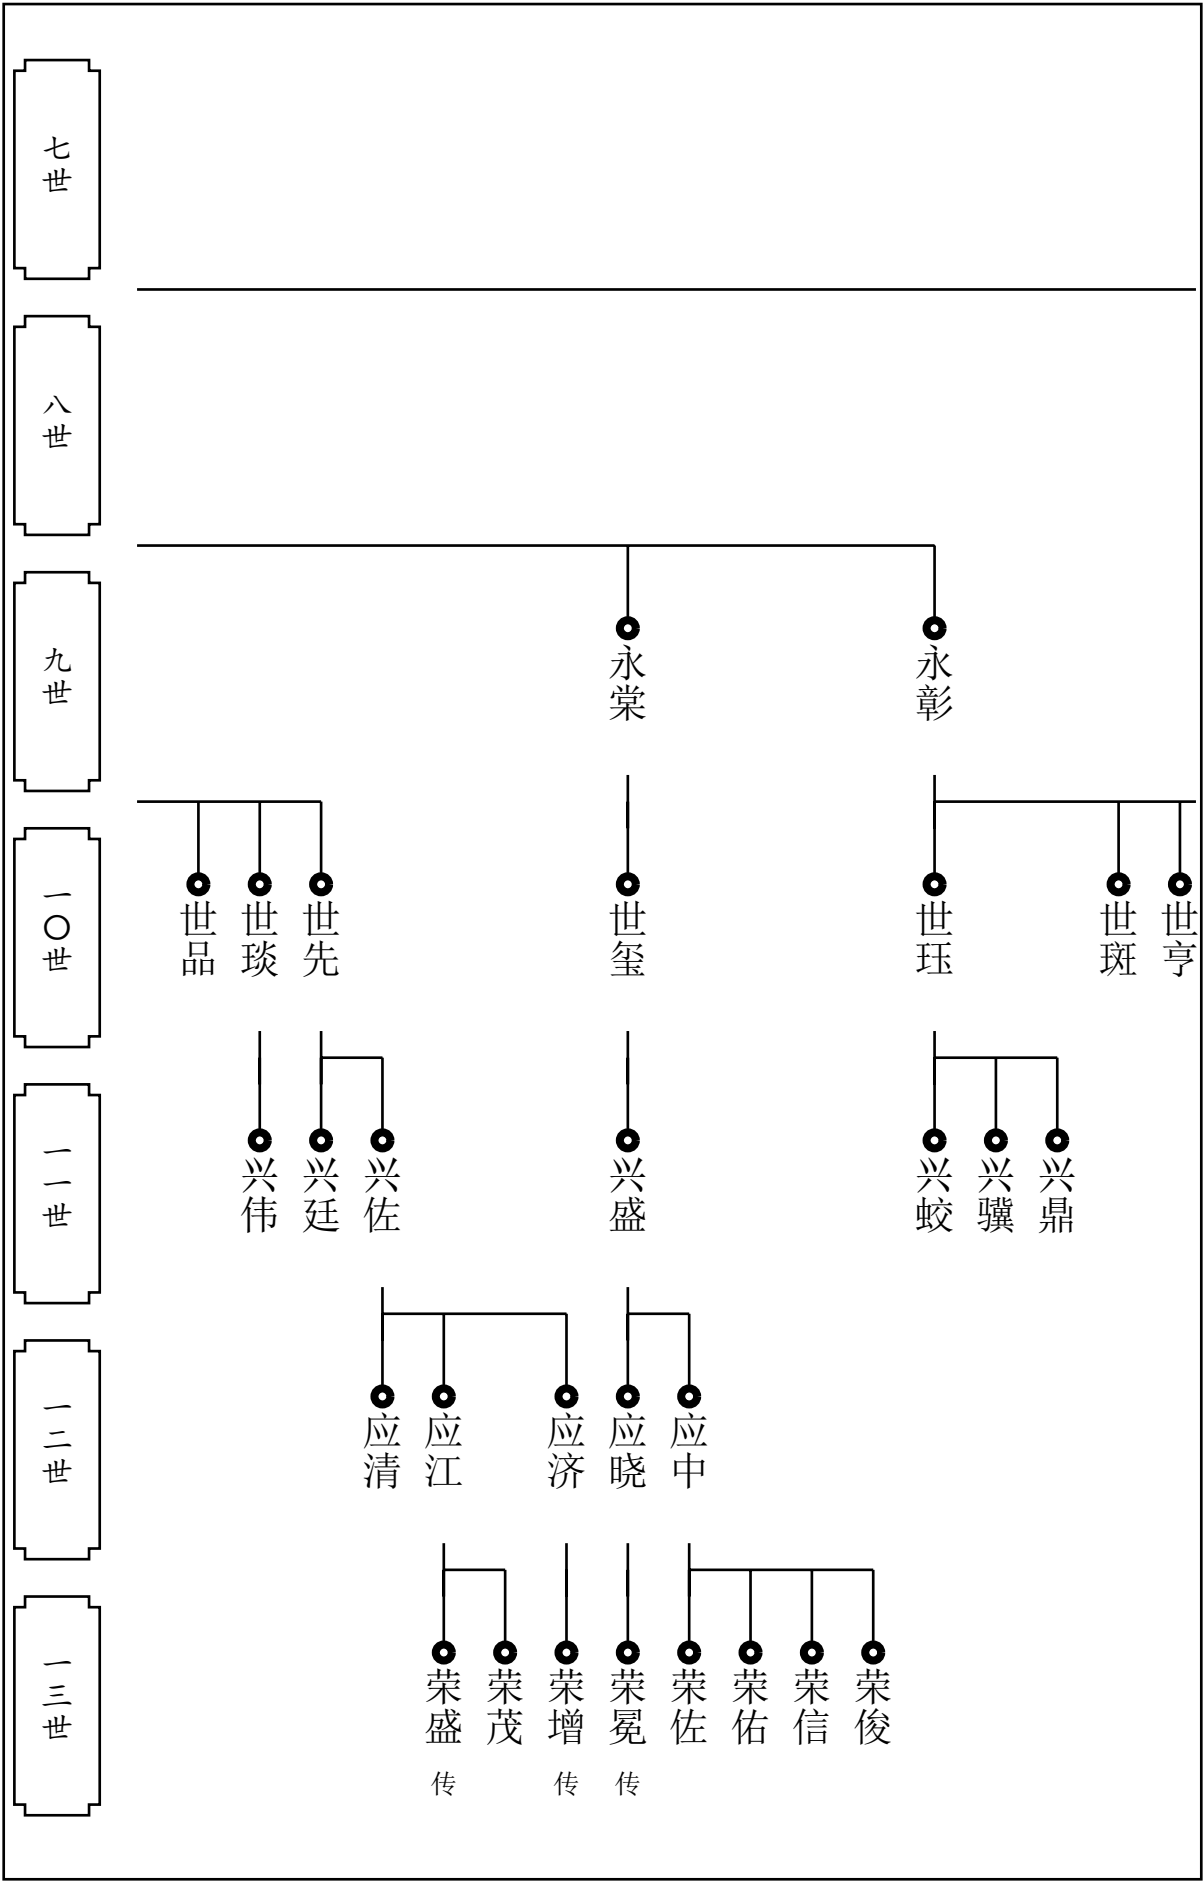 七世
八世
九世
永彰
永棠
一〇世
世亨
世斑
世珏
世玺
世先
世琰
世品
一一世
兴鼎
兴骥
兴蛟
兴盛
兴佐
兴廷
兴伟
一二世
应中
应晓
应济
应江
应清
一三世
荣俊
荣信
荣佑
荣佐
荣冕 传
荣增 传
荣茂
荣盛 传